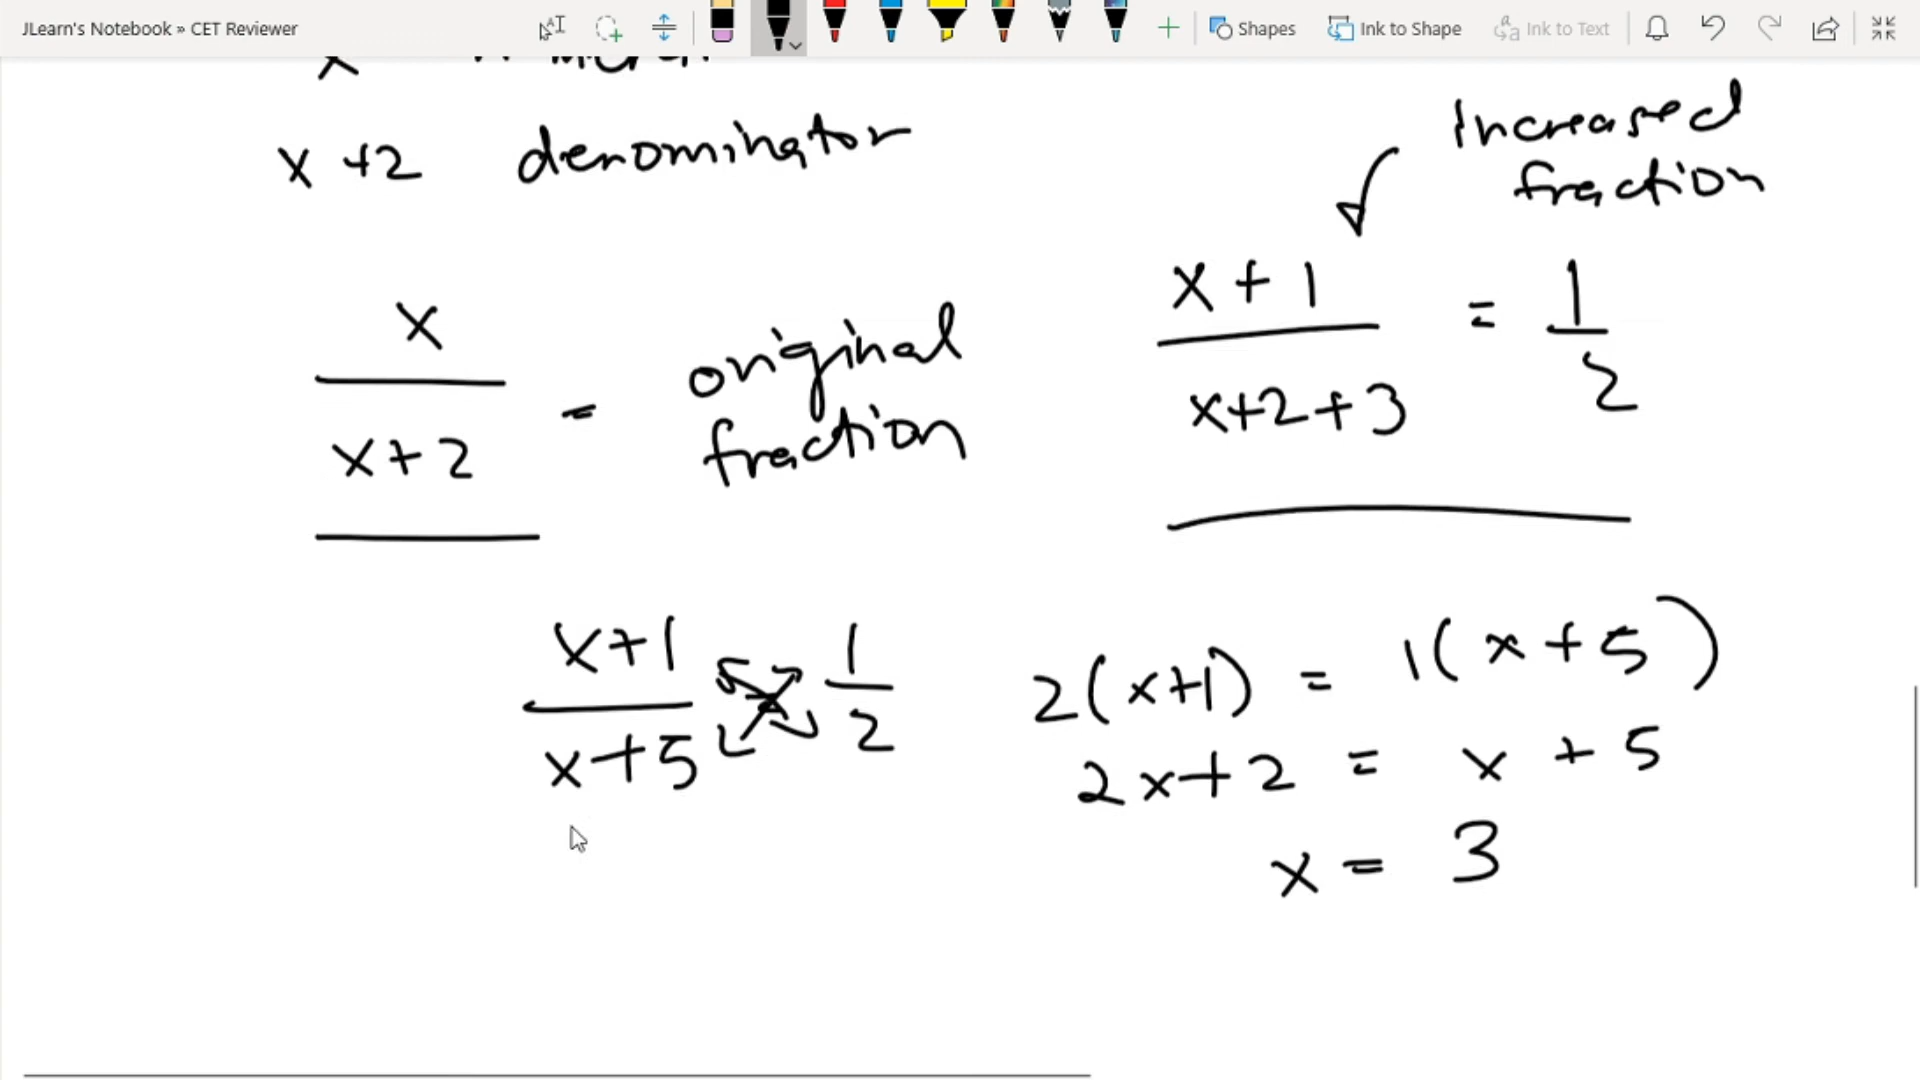 JLearn's Notebook » CET Reviewer
Shapes
Ink to Shape
Ink to Text
x
x +2 denominator
Increased
fraction
x
x+2
= original
fraction
x + 1
x+2+3
= 1
2
x+1
x+5
1
2
2(x+1) = 1(x+5)
2x+2 = x + 5
x = 3